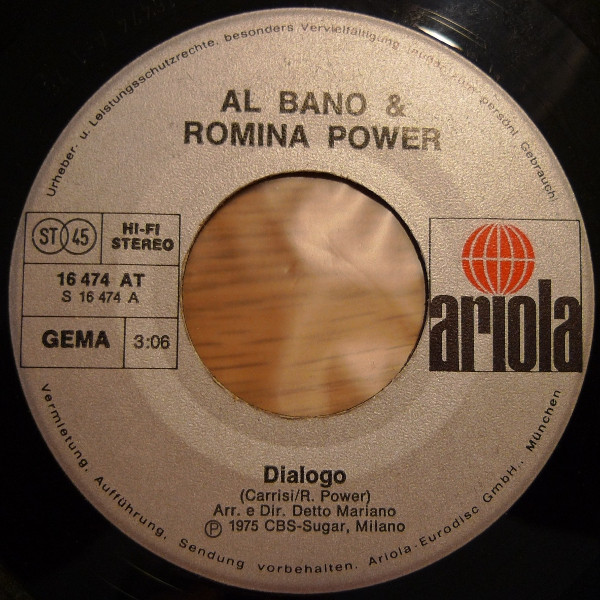 Urheber- u. Leistungsschutzrechte, besonders Vervielfältigung persönl Gebrauch
AL BANO &
ROMINA POWER
ST 45
HI-FI
STEREO
16 474 AT
S 16 474 A
GEMA
3:06
ariola
Dialogo
(Carrisi/R. Power)
Arr. e Dir. Detto Mariano
Ⓟ 1975 CBS-Sugar, Milano
Vermietung, Aufführung, Sendung vorbehalten. Ariola-Eurodisc GmbH., München